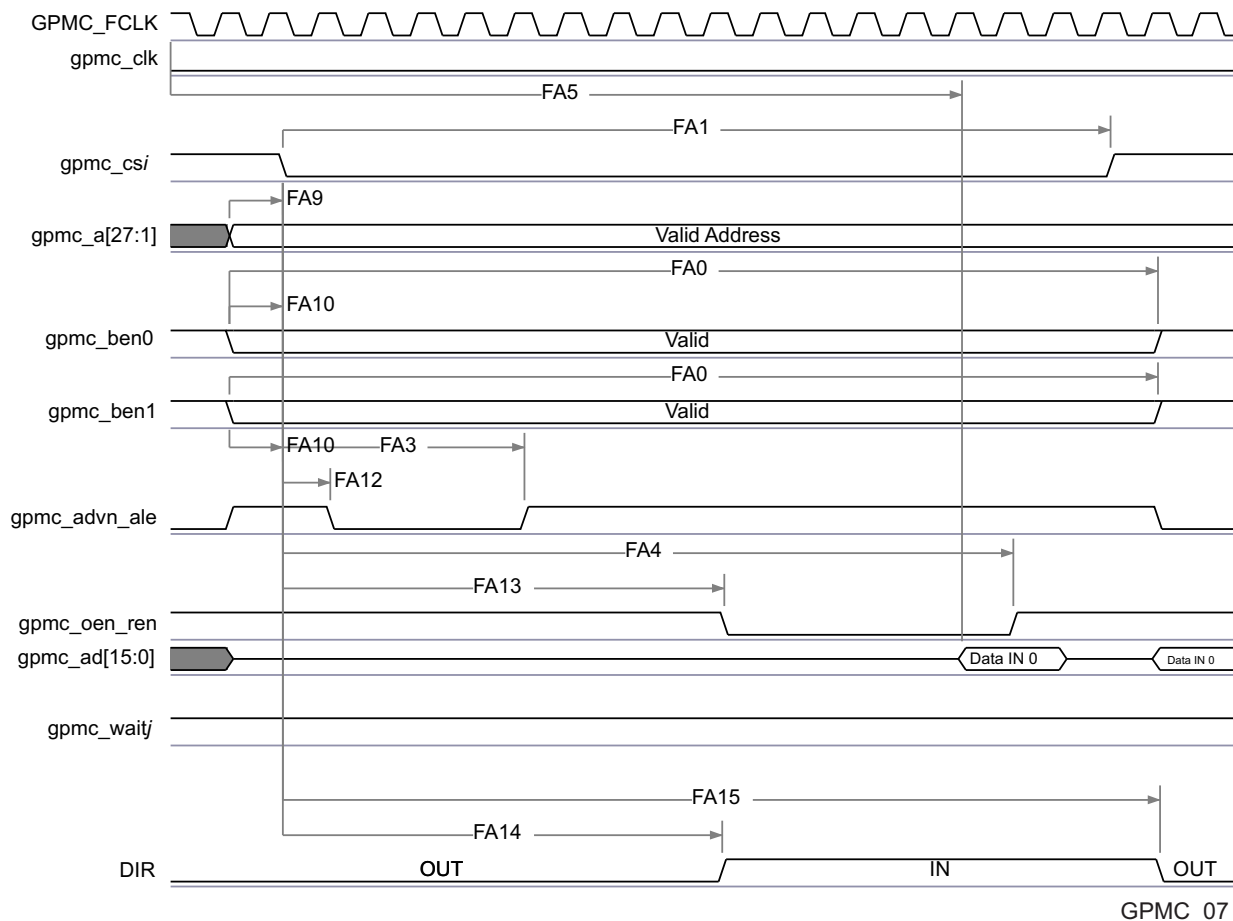 GPMC_FCLK
gpmc_clk
FA5
FA1
gpmc_csi
FA9
gpmc_a[27:1] Valid Address
FA0
FA10
gpmc_ben0 Valid
FA0
gpmc_ben1 Valid
FA10 FA3
FA12
gpmc_advn_ale
FA4
FA13
gpmc_oen_ren
gpmc_ad[15:0] Data IN 0 Data IN 0
gpmc_waitj
FA15
FA14
DIR OUT IN OUT
GPMC_07